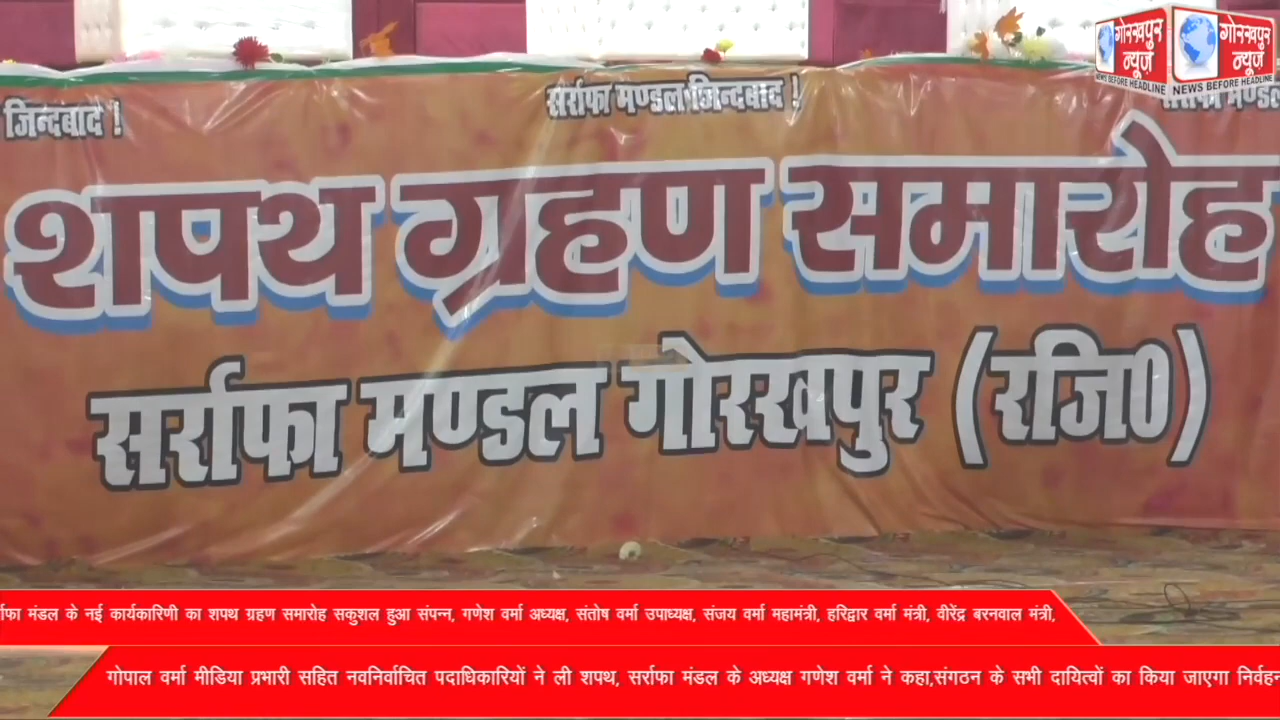 गोरखपुर न्यूज़ गोरखपुर न्यूज़
NEWS BEFORE HEADLINE NEWS BEFORE HEADLINE
जिन्दबाद ! सर्राफा मण्डल जिन्दबाद !
शपथ ग्रहण समारोह
सर्राफा मण्डल गोरखपुर (रजि०)
मंडल के नई कार्यकारिणी का शपथ ग्रहण समारोह सकुशल हुआ संपन्न, गणेश वर्मा अध्यक्ष, संतोष वर्मा उपाध्यक्ष, संजय वर्मा महामंत्री, हरिद्वार वर्मा मंत्री, वीरेंद्र बरनवाल मंत्री,
गोपाल वर्मा मीडिया प्रभारी सहित नवनिर्वाचित पदाधिकारियों ने ली शपथ, सर्राफा मंडल के अध्यक्ष गणेश वर्मा ने कहा,संगठन के सभी दायित्वों का किया जाएगा निर्वहन